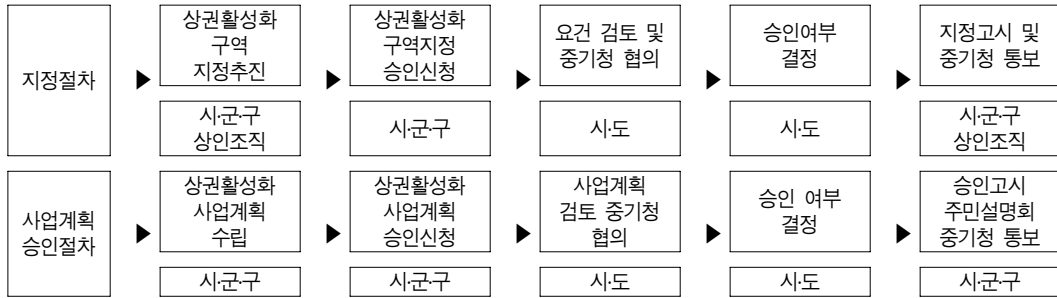 지정절차
상권활성화
구역
지정추진
시·군·구
상인조직
상권활성화
구역지정
승인신청
시·군·구
요건 검토 및
중기청 협의
시·도
승인여부
결정
시·도
지정고시 및
중기청 통보
시·군·구
상인조직
사업계획
승인절차
상권활성화
사업계획
수립
시·군·구
상권활성화
사업계획
승인신청
시·군·구
사업계획
검토 중기청
협의
시·도
승인 여부
결정
시·도
승인고시
주민설명회
중기청 통보
시·군·구